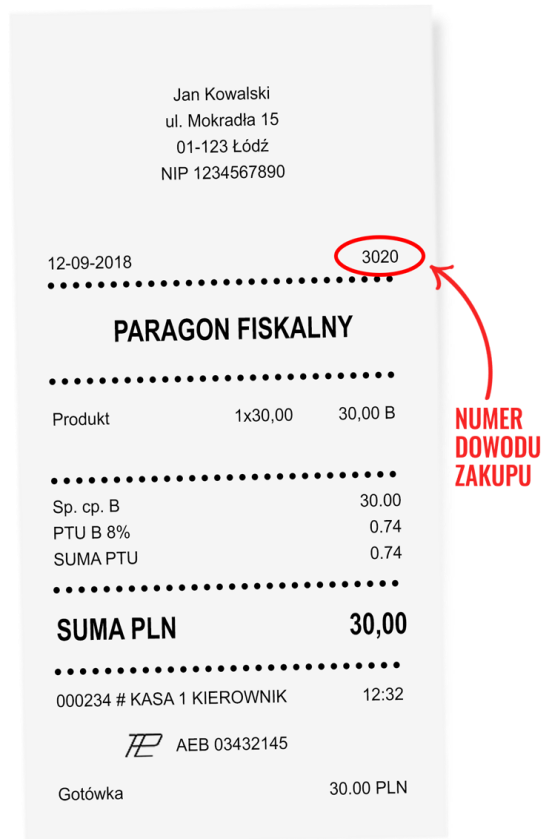 Jan Kowalski
ul. Mokradła 15
01-123 Łódź
NIP 1234567890
12-09-2018 3020
PARAGON FISKALNY
Produkt 1x30,00 30,00 B
Sp. cp. B 30.00
PTU B 8% 0.74
SUMA PTU 0.74
SUMA PLN 30,00
000234 # KASA 1 KIEROWNIK 12:32
AEB 03432145
Gotówka 30.00 PLN
NUMER
DOWODU
ZAKUPU